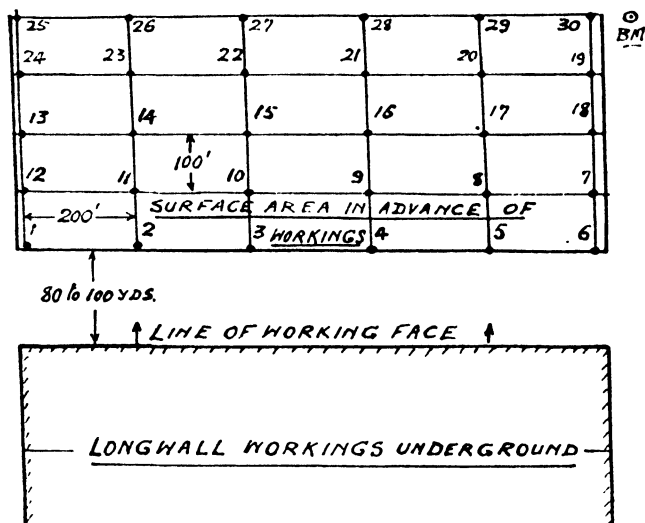 25 26 27 28 29 30
BM
24 23 22 21 20 19
13 14 15 16 17 18
100'
12 11 10 9 8 7
200' SURFACE AREA IN ADVANCE OF
1 2 3 WORKINGS 4 5 6
80 to 100 YDS.
LINE OF WORKING FACE
LONGWALL WORKINGS UNDERGROUND